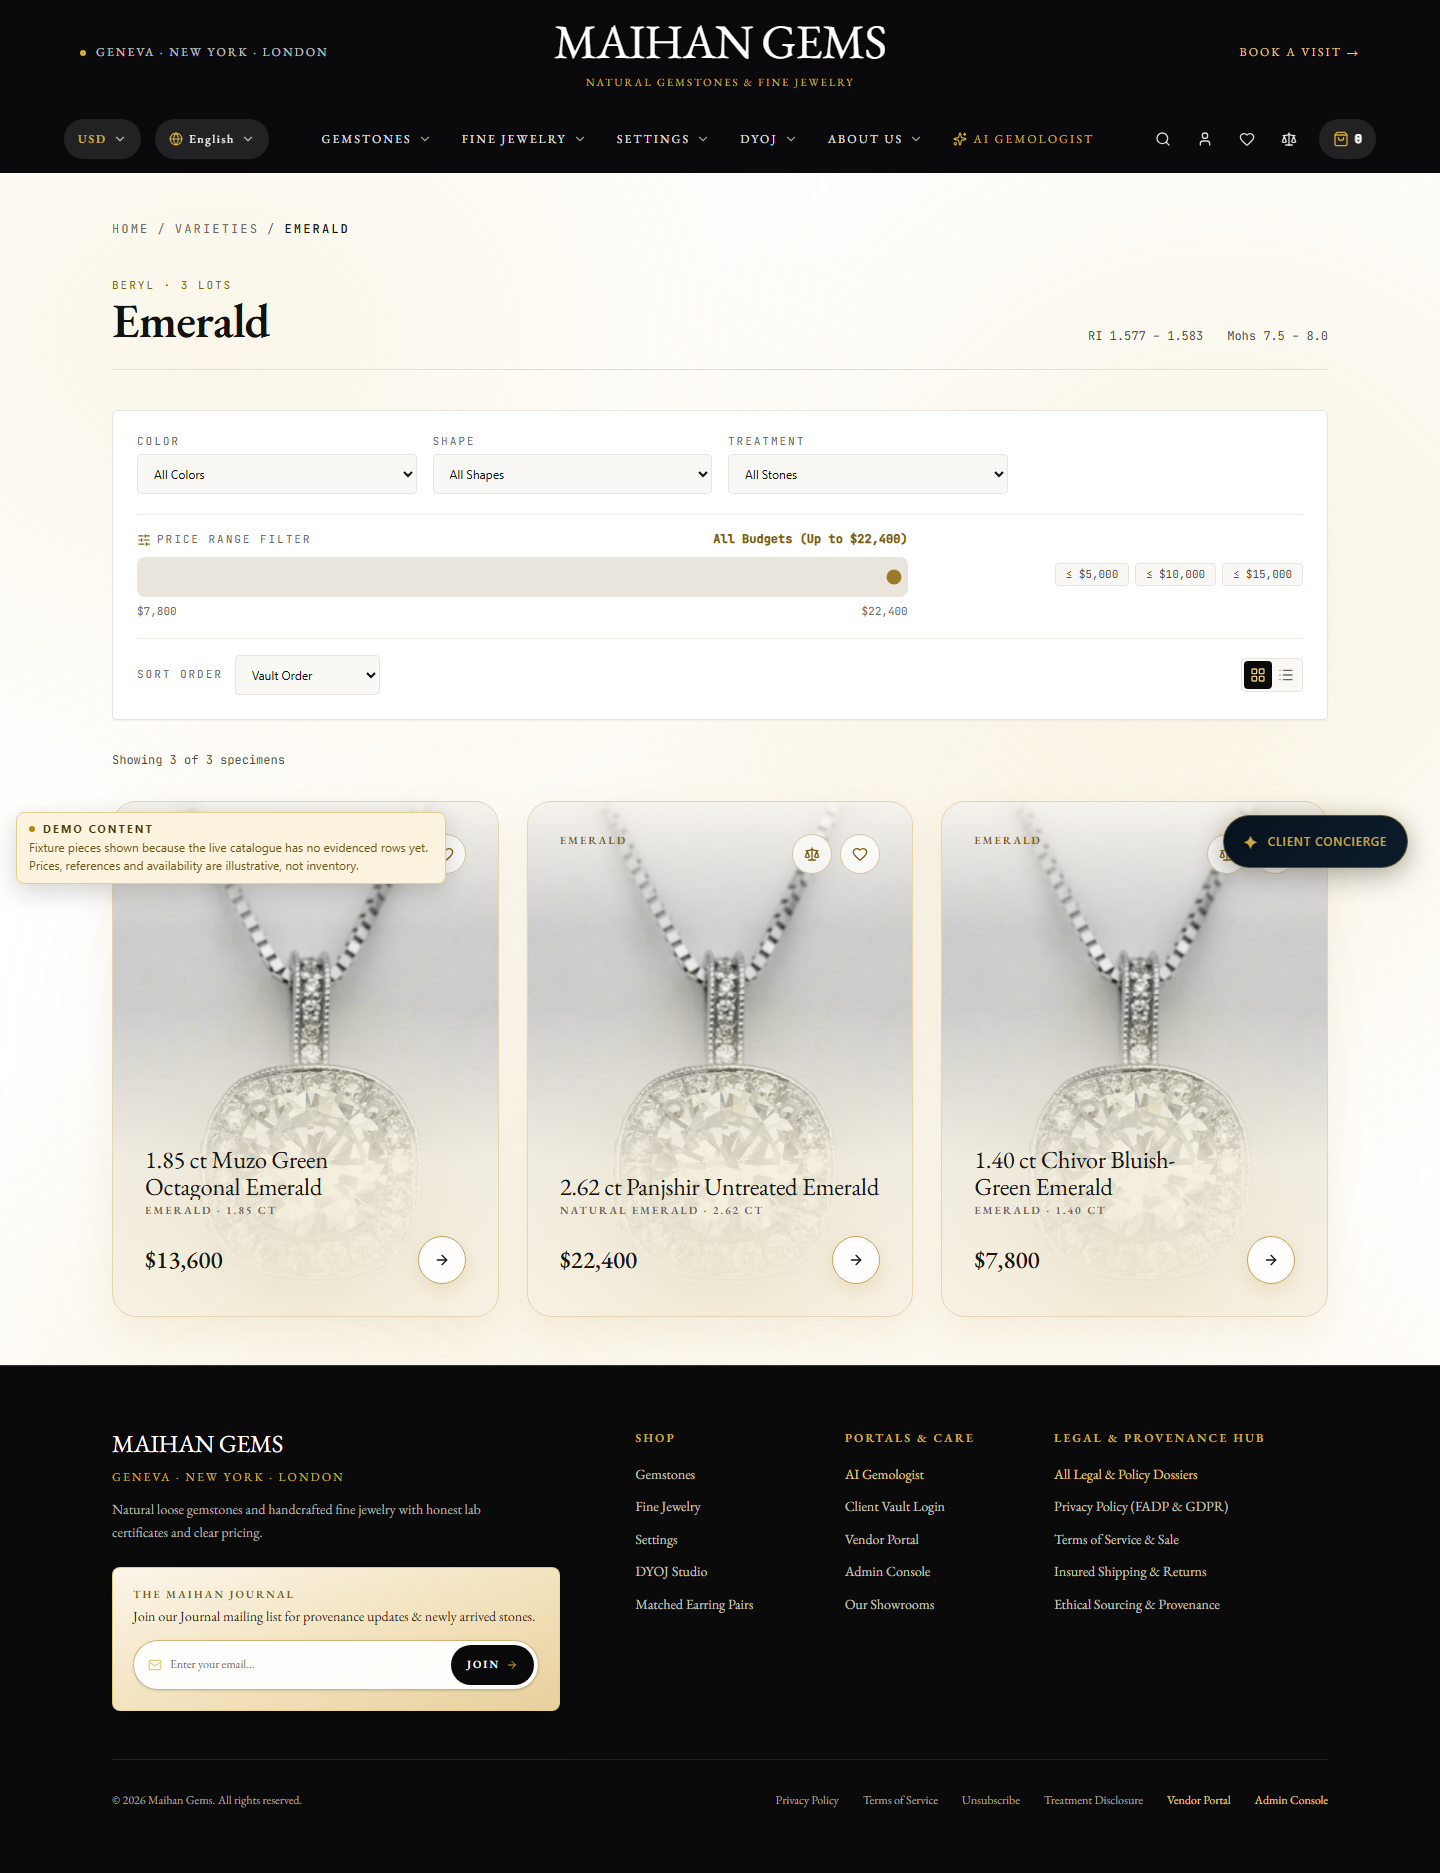 GENEVA · NEW YORK · LONDON
MAIHAN GEMS
NATURAL GEMSTONES & FINE JEWELRY
BOOK A VISIT →
USD
English
GEMSTONES
FINE JEWELRY
SETTINGS
DYOJ
ABOUT US
AI GEMOLOGIST
0
HOME / VARIETIES / EMERALD
BERYL · 3 LOTS
Emerald
RI 1.577 – 1.583 Mohs 7.5 – 8.0
COLOR
SHAPE
TREATMENT
All Colors
All Shapes
All Stones
PRICE RANGE FILTER
All Budgets (Up to $22,400)
≤ $5,000
≤ $10,000
≤ $15,000
$7,800
$22,400
SORT ORDER
Vault Order
Showing 3 of 3 specimens
DEMO CONTENT
Fixture pieces shown because the live catalogue has no evidenced rows yet.
Prices, references and availability are illustrative, not inventory.
EMERALD
EMERALD
CLIENT CONCIERGE
1.85 ct Muzo Green
Octagonal Emerald
EMERALD · 1.85 CT
$13,600
2.62 ct Panjshir Untreated Emerald
NATURAL EMERALD · 2.62 CT
$22,400
1.40 ct Chivor Bluish-
Green Emerald
EMERALD · 1.40 CT
$7,800
MAIHAN GEMS
GENEVA · NEW YORK · LONDON
Natural loose gemstones and handcrafted fine jewelry with honest lab
certificates and clear pricing.
THE MAIHAN JOURNAL
Join our Journal mailing list for provenance updates & newly arrived stones.
Enter your email...
JOIN →
SHOP
Gemstones
Fine Jewelry
Settings
DYOJ Studio
Matched Earring Pairs
PORTALS & CARE
AI Gemologist
Client Vault Login
Vendor Portal
Admin Console
Our Showrooms
LEGAL & PROVENANCE HUB
All Legal & Policy Dossiers
Privacy Policy (FADP & GDPR)
Terms of Service & Sale
Insured Shipping & Returns
Ethical Sourcing & Provenance
© 2026 Maihan Gems. All rights reserved.
Privacy Policy
Terms of Service
Unsubscribe
Treatment Disclosure
Vendor Portal
Admin Console